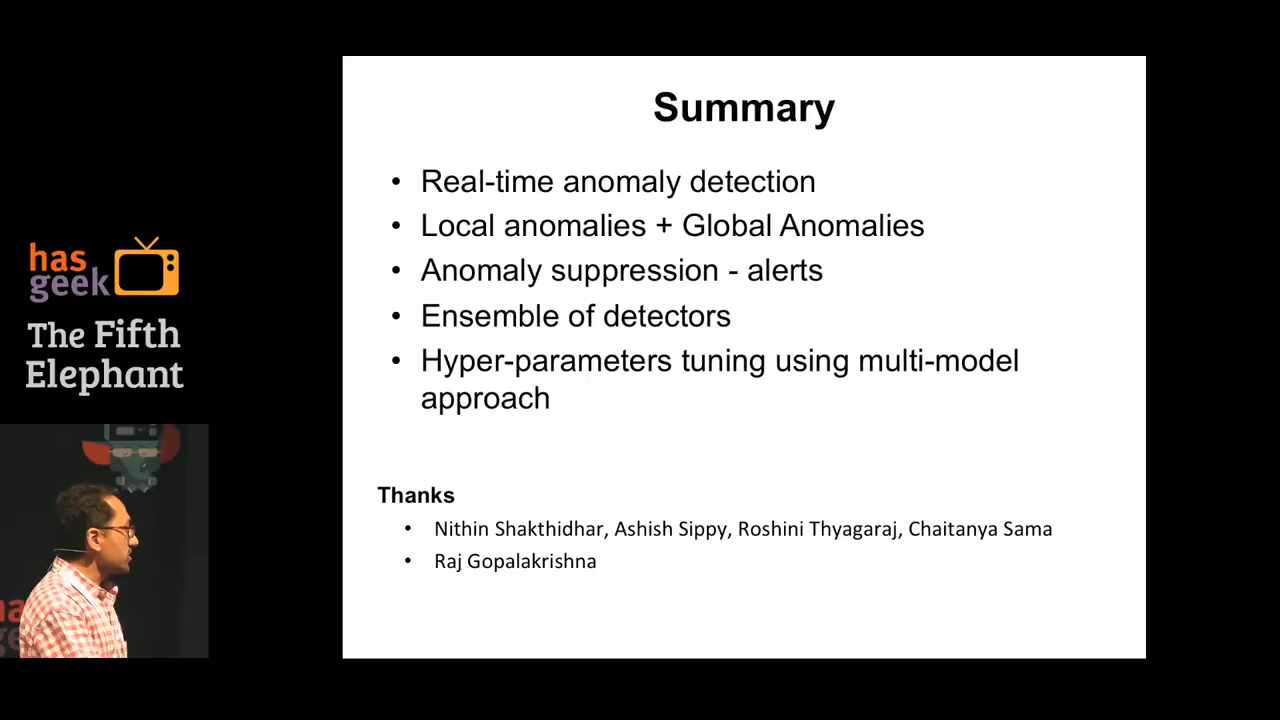 Summary
• Real-time anomaly detection
• Local anomalies + Global Anomalies
• Anomaly suppression - alerts
• Ensemble of detectors
• Hyper-parameters tuning using multi-model
approach
Thanks
• Nithin Shakthidhar, Ashish Sippy, Roshini Thyagaraj, Chaitanya Sama
• Raj Gopalakrishna
has
geek
The Fifth
Elephant